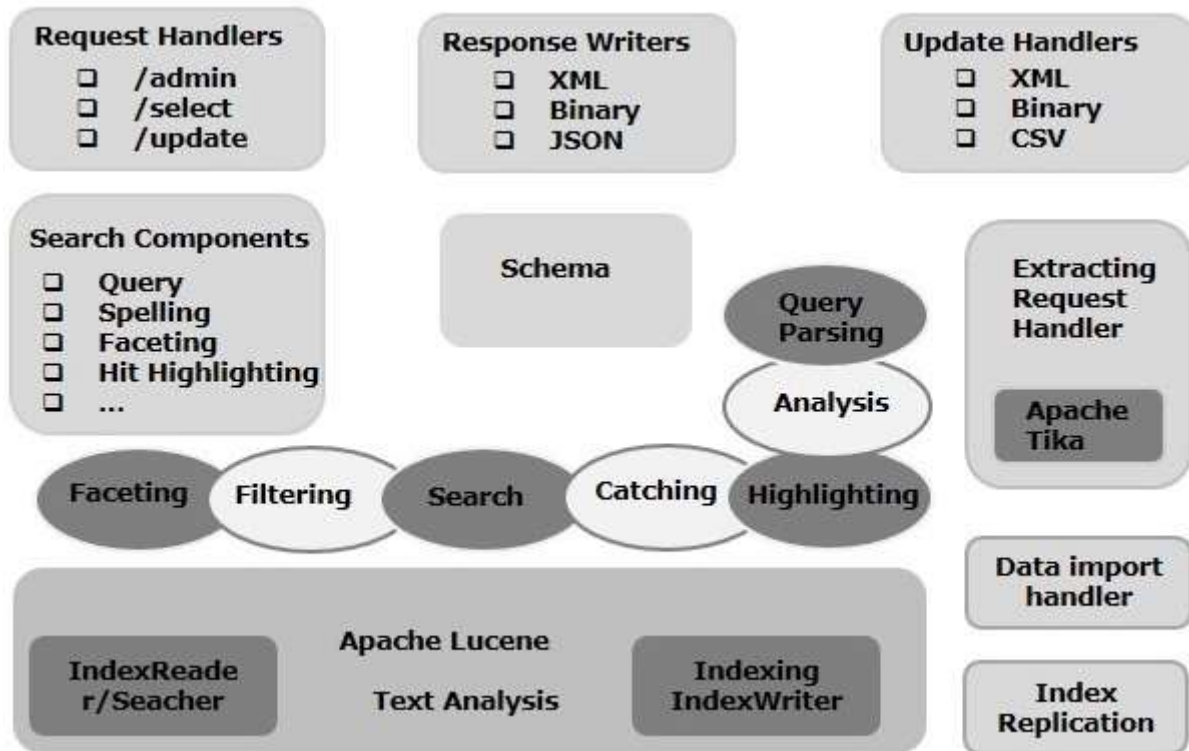 Request Handlers
❑ /admin
❑ /select
❑ /update
Response Writers
❑ XML
❑ Binary
❑ JSON
Update Handlers
❑ XML
❑ Binary
❑ CSV
Search Components
❑ Query
❑ Spelling
❑ Faceting
❑ Hit Highlighting
❑ ...
Schema
Query
Parsing
Analysis
Extracting
Request
Handler
Apache
Tika
Faceting
Filtering
Search
Catching
Highlighting
Data import
handler
Apache Lucene
IndexReade
r/Seacher
Text Analysis
Indexing
IndexWriter
Index
Replication